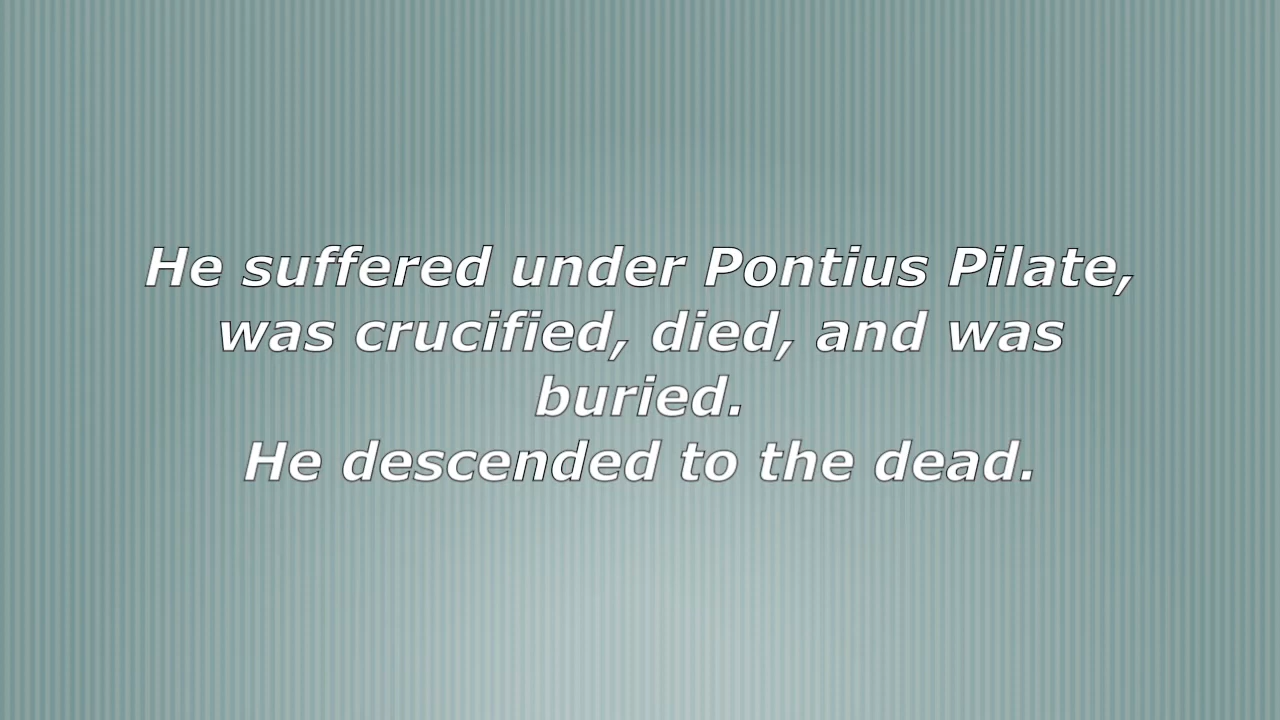 He suffered under Pontius Pilate,
was crucified, died, and was
buried.
He descended to the dead.